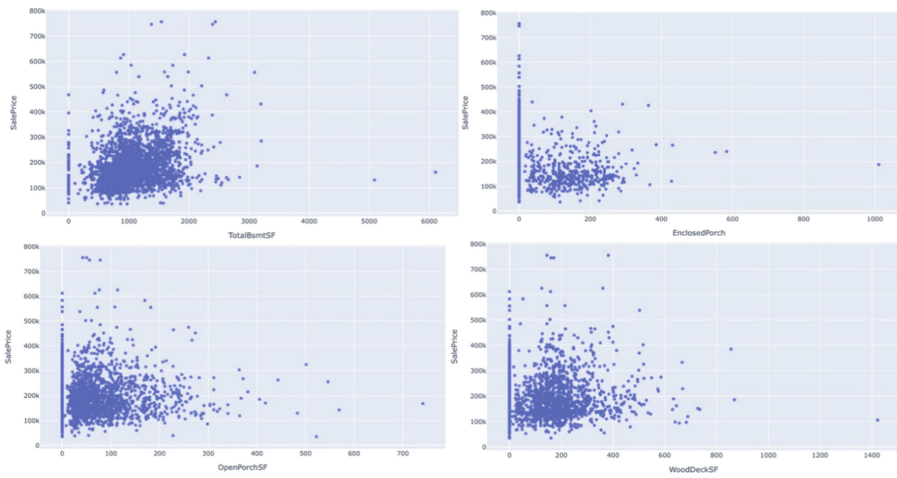 800k
700k
600k
500k
400k
300k
200k
100k
0
SalePrice
0 1000 2000 3000 4000 5000 6000
TotalBsmtSF
800k
700k
600k
500k
400k
300k
200k
100k
0
SalePrice
0 200 400 600 800 1000
EnclosedPorch
800k
700k
600k
500k
400k
300k
200k
100k
0
SalePrice
0 100 200 300 400 500 600 700
OpenPorchSF
800k
700k
600k
500k
400k
300k
200k
100k
0
SalePrice
0 200 400 600 800 1000 1200 1400
WoodDeckSF